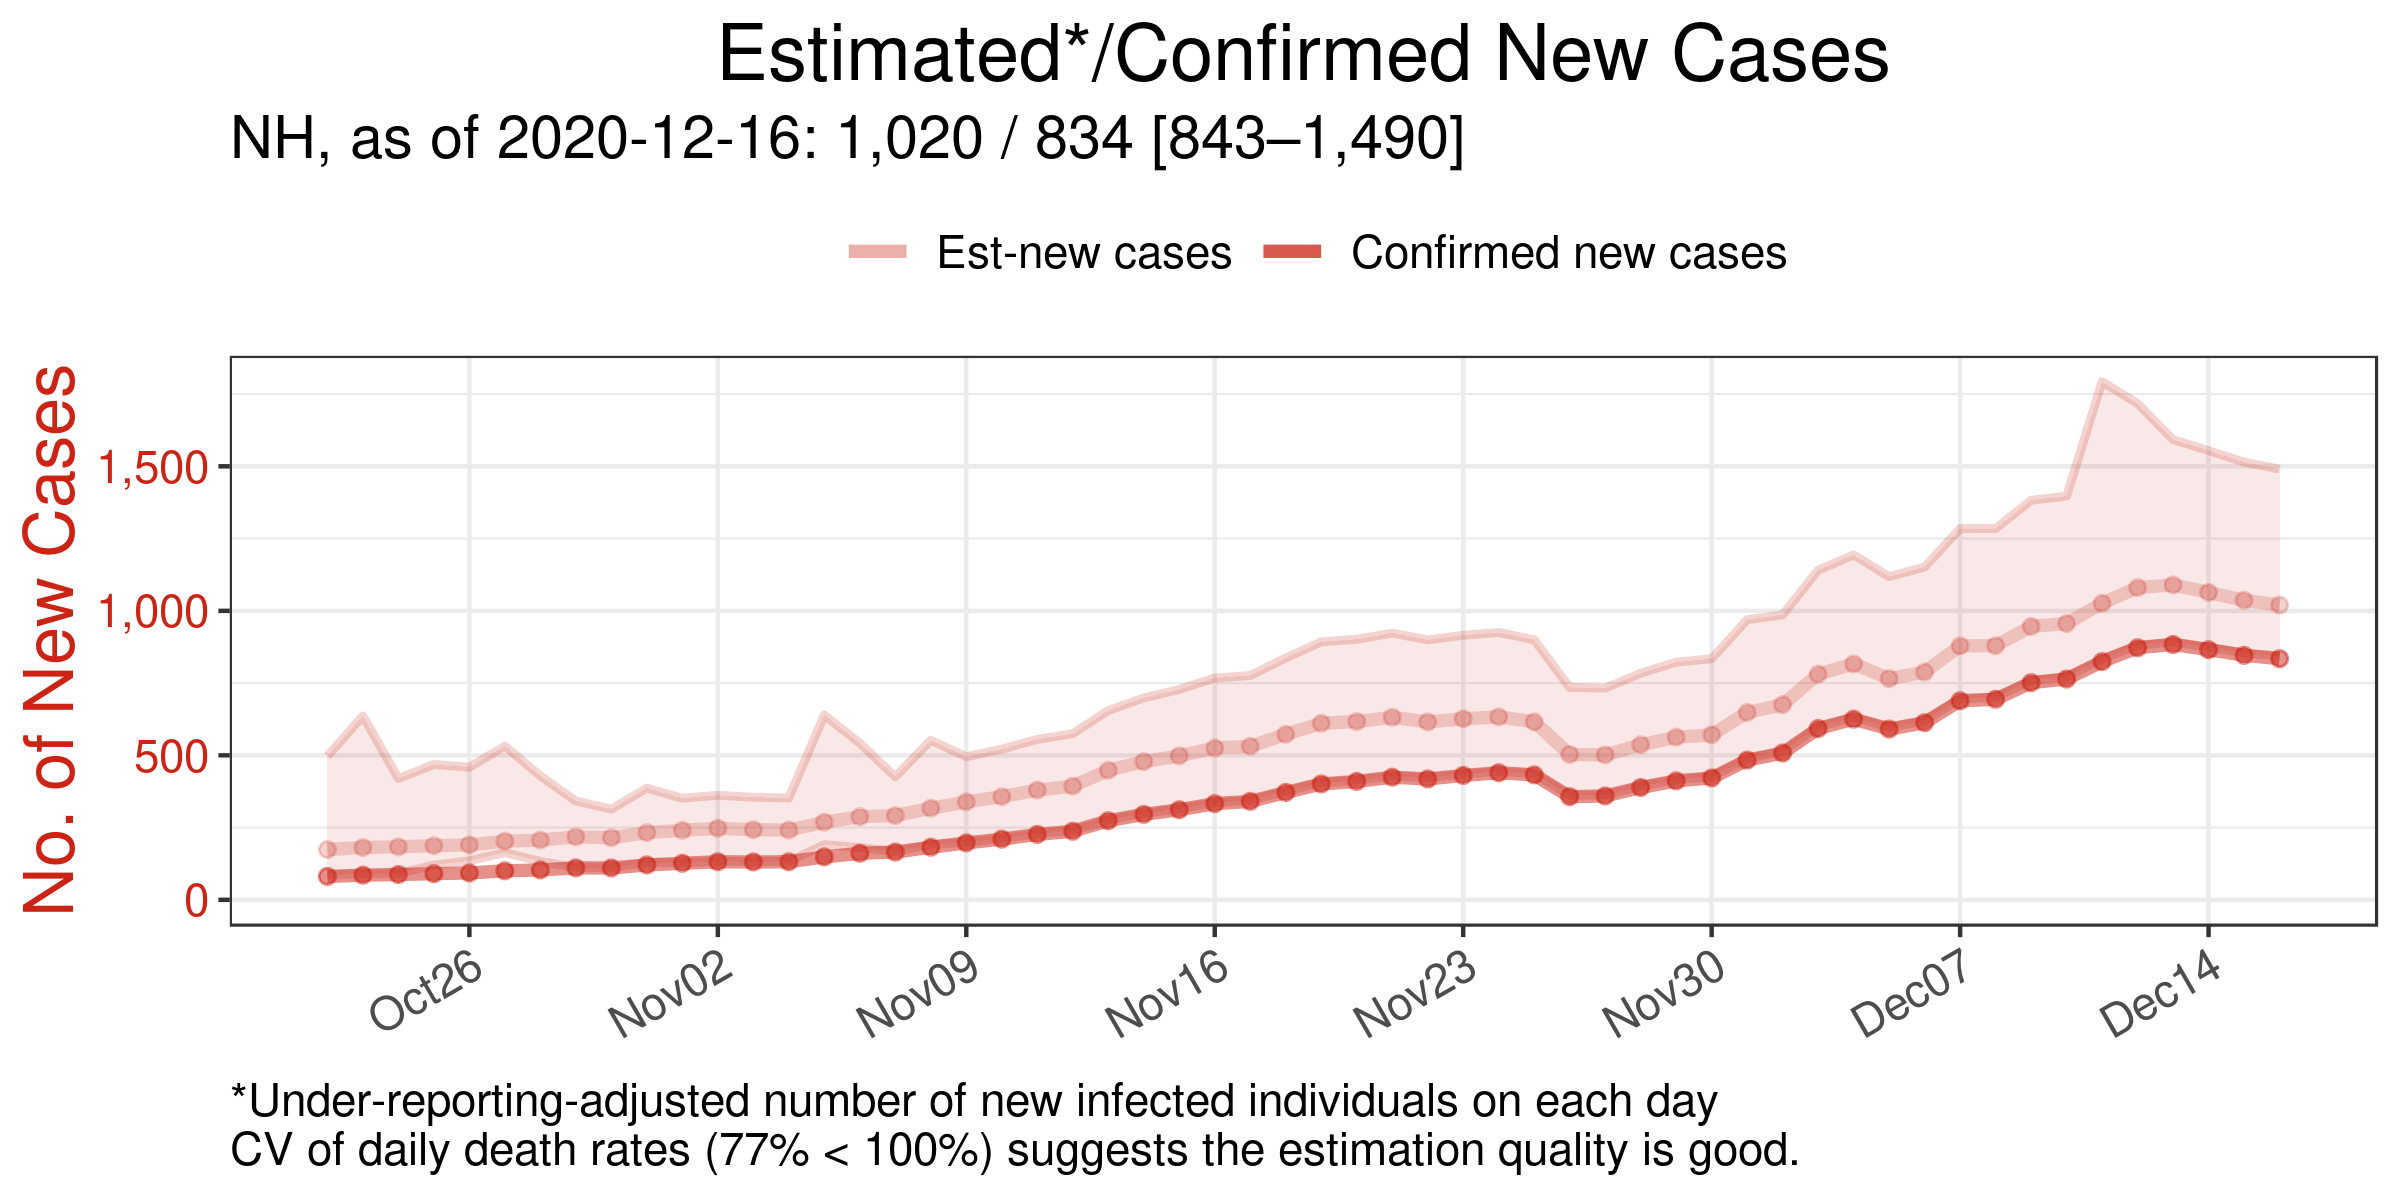 Estimated*/Confirmed New Cases
NH, as of 2020-12-16: 1,020 / 834 [843–1,490]
Est-new cases Confirmed new cases
No. of New Cases
1,500
1,000
500
0
Oct26 Nov02 Nov09 Nov16 Nov23 Nov30 Dec07 Dec14
*Under-reporting-adjusted number of new infected individuals on each day
CV of daily death rates (77% < 100%) suggests the estimation quality is good.